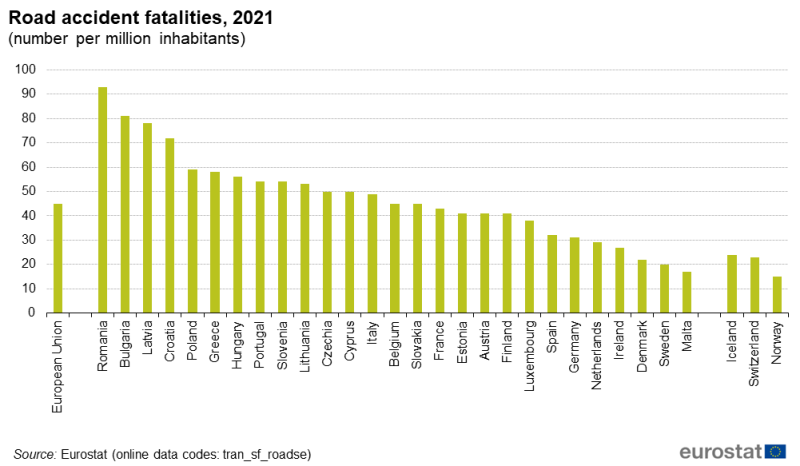 Road accident fatalities, 2021
(number per million inhabitants)
100
90
80
70
60
50
40
30
20
10
0
European Union
Romania
Bulgaria
Latvia
Croatia
Poland
Greece
Hungary
Portugal
Slovenia
Lithuania
Czechia
Cyprus
Italy
Belgium
Slovakia
France
Estonia
Austria
Finland
Luxembourg
Spain
Germany
Netherlands
Ireland
Denmark
Sweden
Malta
Iceland
Switzerland
Norway
Source: Eurostat (online data codes: tran_sf_roadse)
eurostat